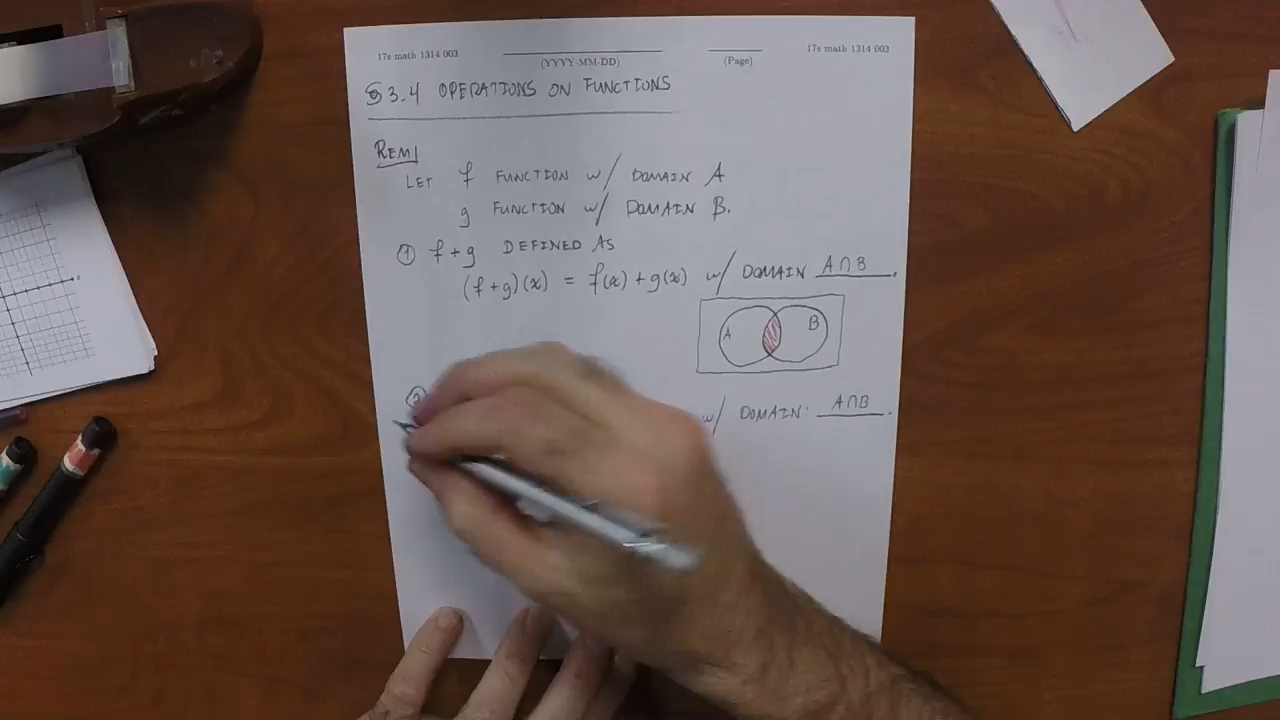 17s math 1314 003 (YYYY-MM-DD) (Page) 17s math 1314 003
§3.4 OPERATIONS ON FUNCTIONS
REM
LET f FUNCTION w/ DOMAIN A
g FUNCTION w/ DOMAIN B.
① f+g DEFINED AS
(f+g)(x) = f(x)+g(x) w/ DOMAIN A∩B.
A B
②
w/ DOMAIN: A∩B.